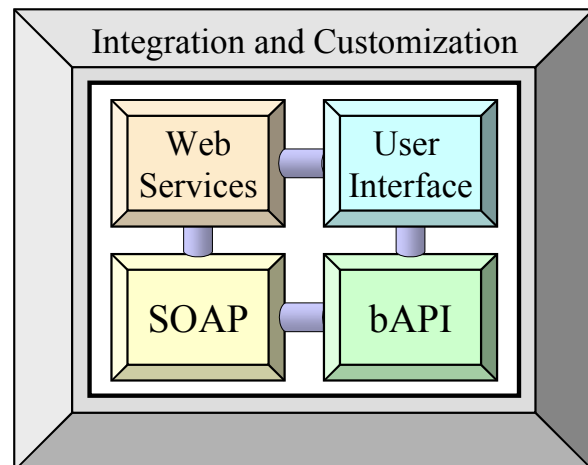 Integration and Customization
Web
Services
User
Interface
SOAP
bAPI